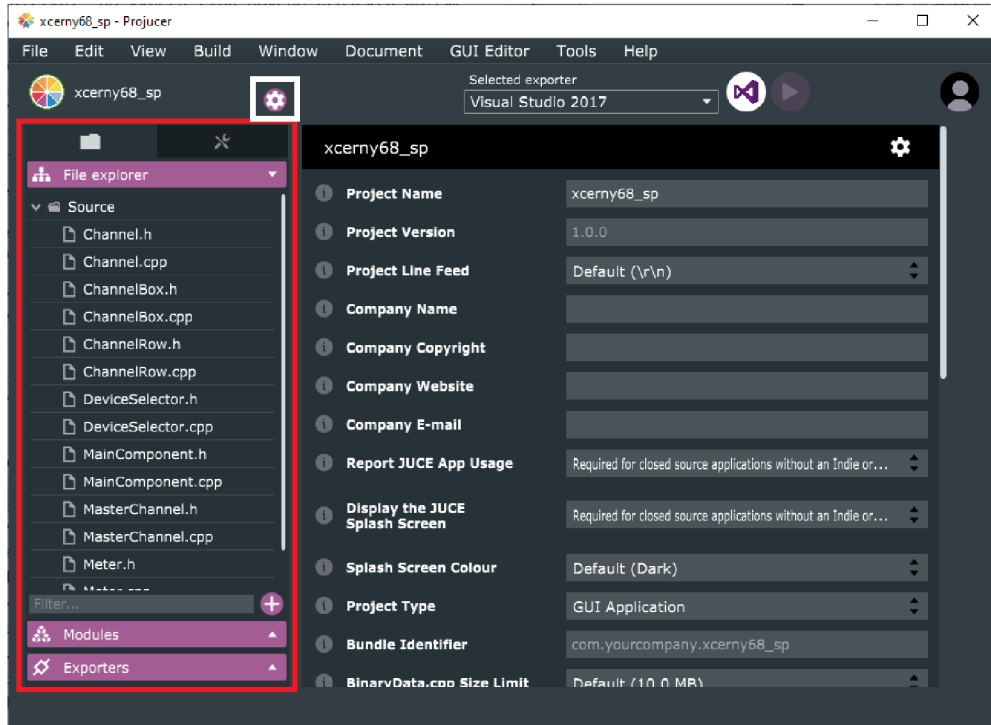 xcerny68_sp - Projucer
File Edit View Build Window Document GUI Editor Tools Help
xcerny68_sp
Selected exporter
Visual Studio 2017
File explorer
Source
Channel.h
Channel.cpp
ChannelBox.h
ChannelBox.cpp
ChannelRow.h
ChannelRow.cpp
DeviceSelector.h
DeviceSelector.cpp
MainComponent.h
MainComponent.cpp
MasterChannel.h
MasterChannel.cpp
Meter.h
Meter.cpp
Filter...
Modules
Exporters
xcerny68_sp
Project Name xcerny68_sp
Project Version 1.0.0
Project Line Feed Default (\r\n)
Company Name
Company Copyright
Company Website
Company E-mail
Report JUCE App Usage Required for closed source applications without an Indie or...
Display the JUCE
Splash Screen Required for closed source applications without an Indie or...
Splash Screen Colour Default (Dark)
Project Type GUI Application
Bundle Identifier com.yourcompany.xcerny68_sp
BinaryData.cpp Size Limit Default (10.0 MB)